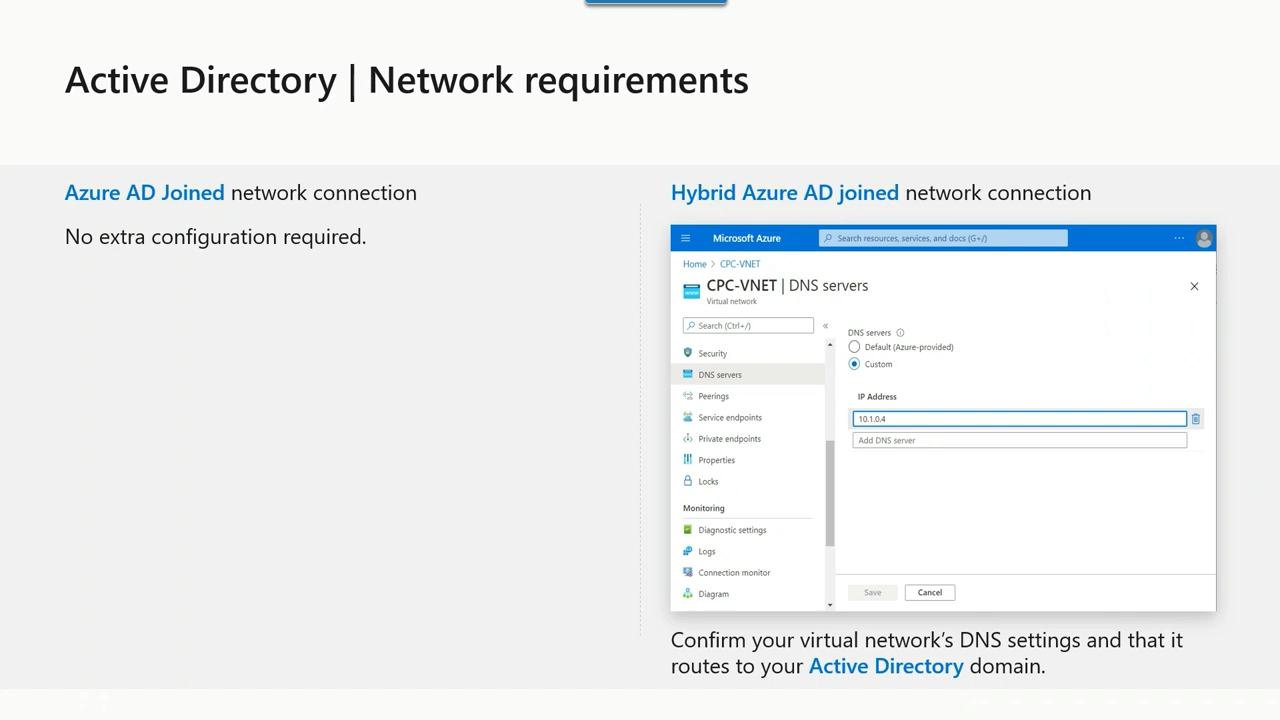 Active Directory | Network requirements
Azure AD Joined network connection
No extra configuration required.
Hybrid Azure AD joined network connection
Microsoft Azure
Search resources, services, and docs (G+/)
Home > CPC-VNET
CPC-VNET | DNS servers
Virtual network
Search (Ctrl+/)
Security
DNS servers
Peerings
Service endpoints
Private endpoints
Properties
Locks
Monitoring
Diagnostic settings
Logs
Connection monitor
Diagram
DNS servers
Default (Azure-provided)
Custom
IP Address
10.1.0.4
Add DNS server
Save
Cancel
Confirm your virtual network’s DNS settings and that it
routes to your Active Directory domain.